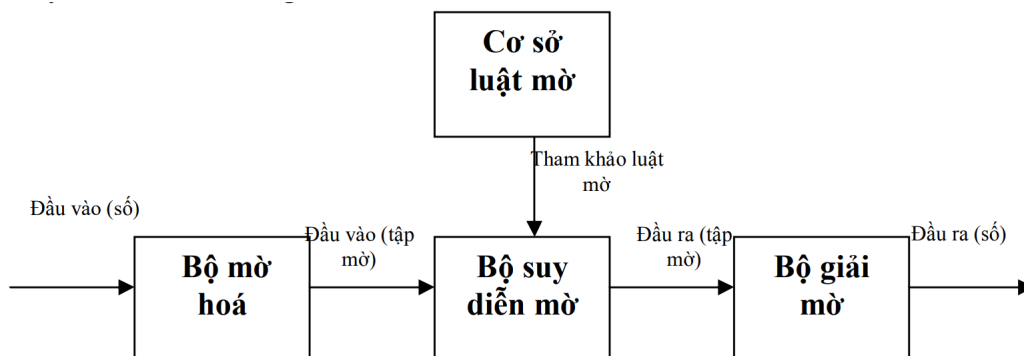 Cơ sở
luật mờ
Tham khảo luật
mờ
Đầu vào (số)
Đầu vào (tập
mờ)
Đầu ra (tập
mờ)
Đầu ra (số)
Bộ mờ
hoá
Bộ suy
diễn mờ
Bộ giải
mờ